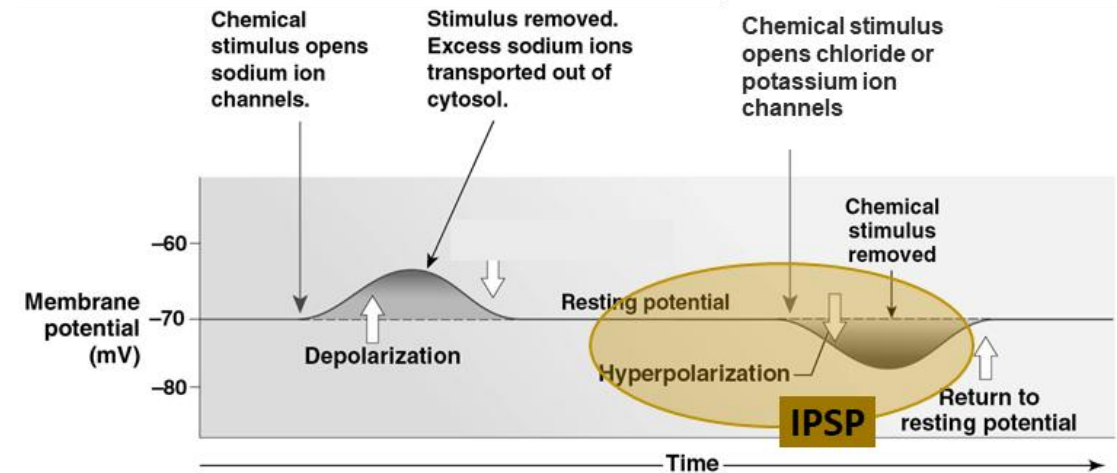 Chemical
stimulus opens
sodium ion
channels.
Stimulus removed.
Excess sodium ions
transported out of
cytosol.
Chemical stimulus
opens chloride or
potassium ion
channels
Chemical
stimulus
removed
–60
Membrane
potential
(mV)
–70
–80
Resting potential
Depolarization
Hyperpolarization
Return to
resting potential
IPSP
Time